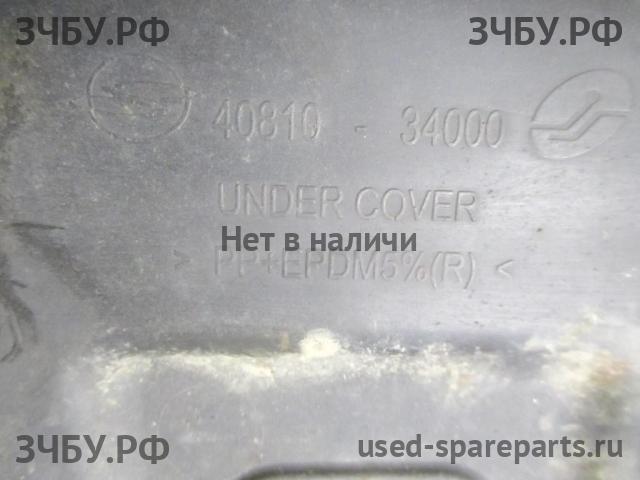 ЗЧБУ.РФ ЗЧБУ.РФ
40810 - 34000
UNDER COVER
Нет в наличи
> PP+EPDM5%(R) <
ЗЧБУ.РФ used-spareparts.ru